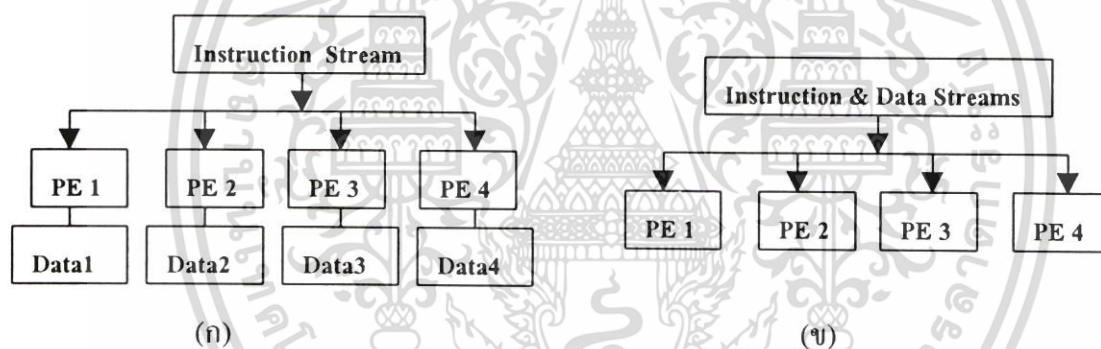 Instruction Stream
PE 1 PE 2 PE 3 PE 4
Data1 Data2 Data3 Data4
(ก)
Instruction & Data Streams
PE 1 PE 2 PE 3 PE 4
(ข)